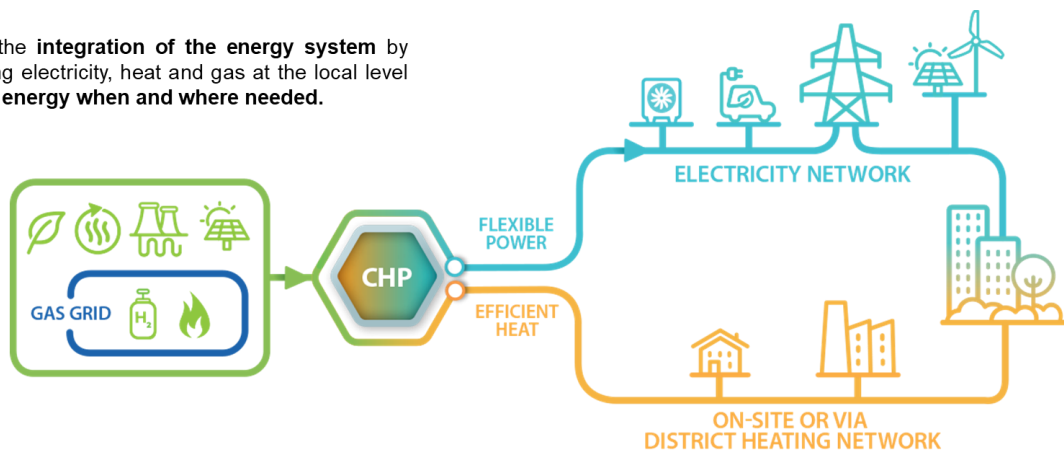 the integration of the energy system by
g electricity, heat and gas at the local level
energy when and where needed.
ELECTRICITY NETWORK
FLEXIBLE
POWER
CHP
GAS GRID
H₂
EFFICIENT
HEAT
ON-SITE OR VIA
DISTRICT HEATING NETWORK